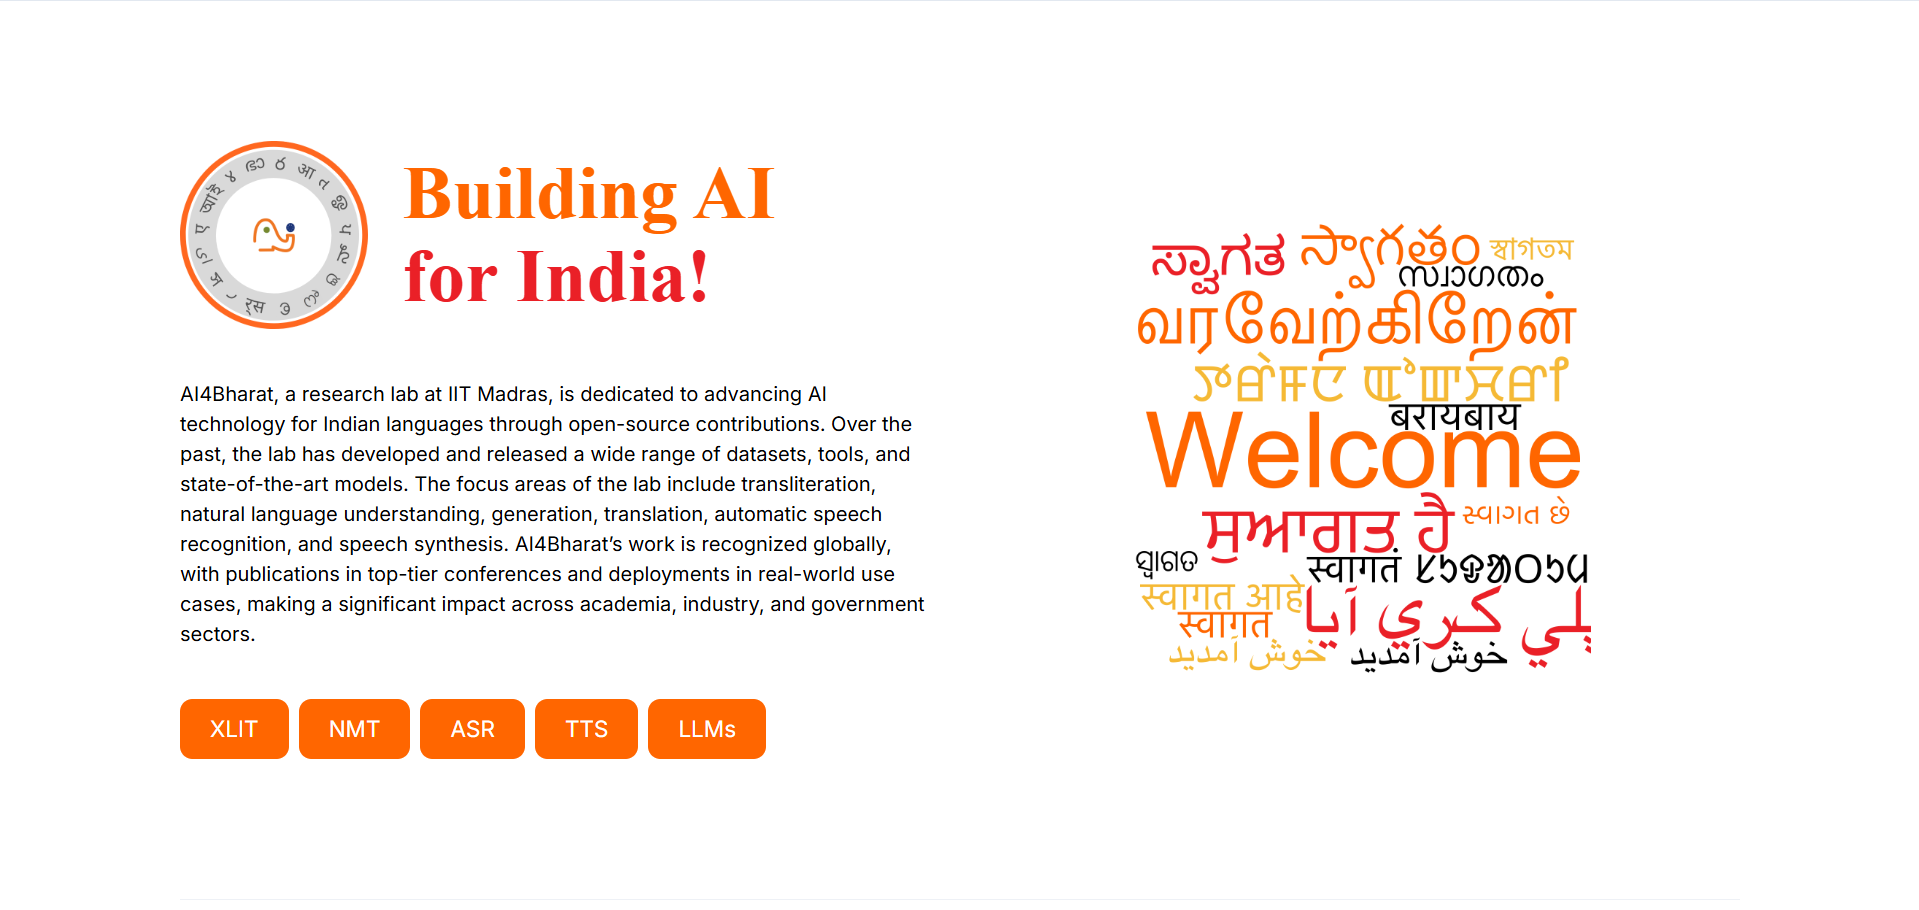 Building AI
for India!
AI4Bharat, a research lab at IIT Madras, is dedicated to advancing AI
technology for Indian languages through open-source contributions. Over the
past, the lab has developed and released a wide range of datasets, tools, and
state-of-the-art models. The focus areas of the lab include transliteration,
natural language understanding, generation, translation, automatic speech
recognition, and speech synthesis. AI4Bharat’s work is recognized globally,
with publications in top-tier conferences and deployments in real-world use
cases, making a significant impact across academia, industry, and government
sectors.
XLIT NMT ASR TTS LLMs
ಸ್ವಾಗತ స్వాగతం স্বাগতম
സ്വാഗതം
வரவேற்கிறேன்
बरायबाय
Welcome
ਸੁਆਗਤ ਹੈ સ્વાગત છે
ସ୍ୱାଗତ स्वागतं
स्वागत आहे ڀلي ڪري آيا
स्वागत
خوش آمدید خوش آمدید